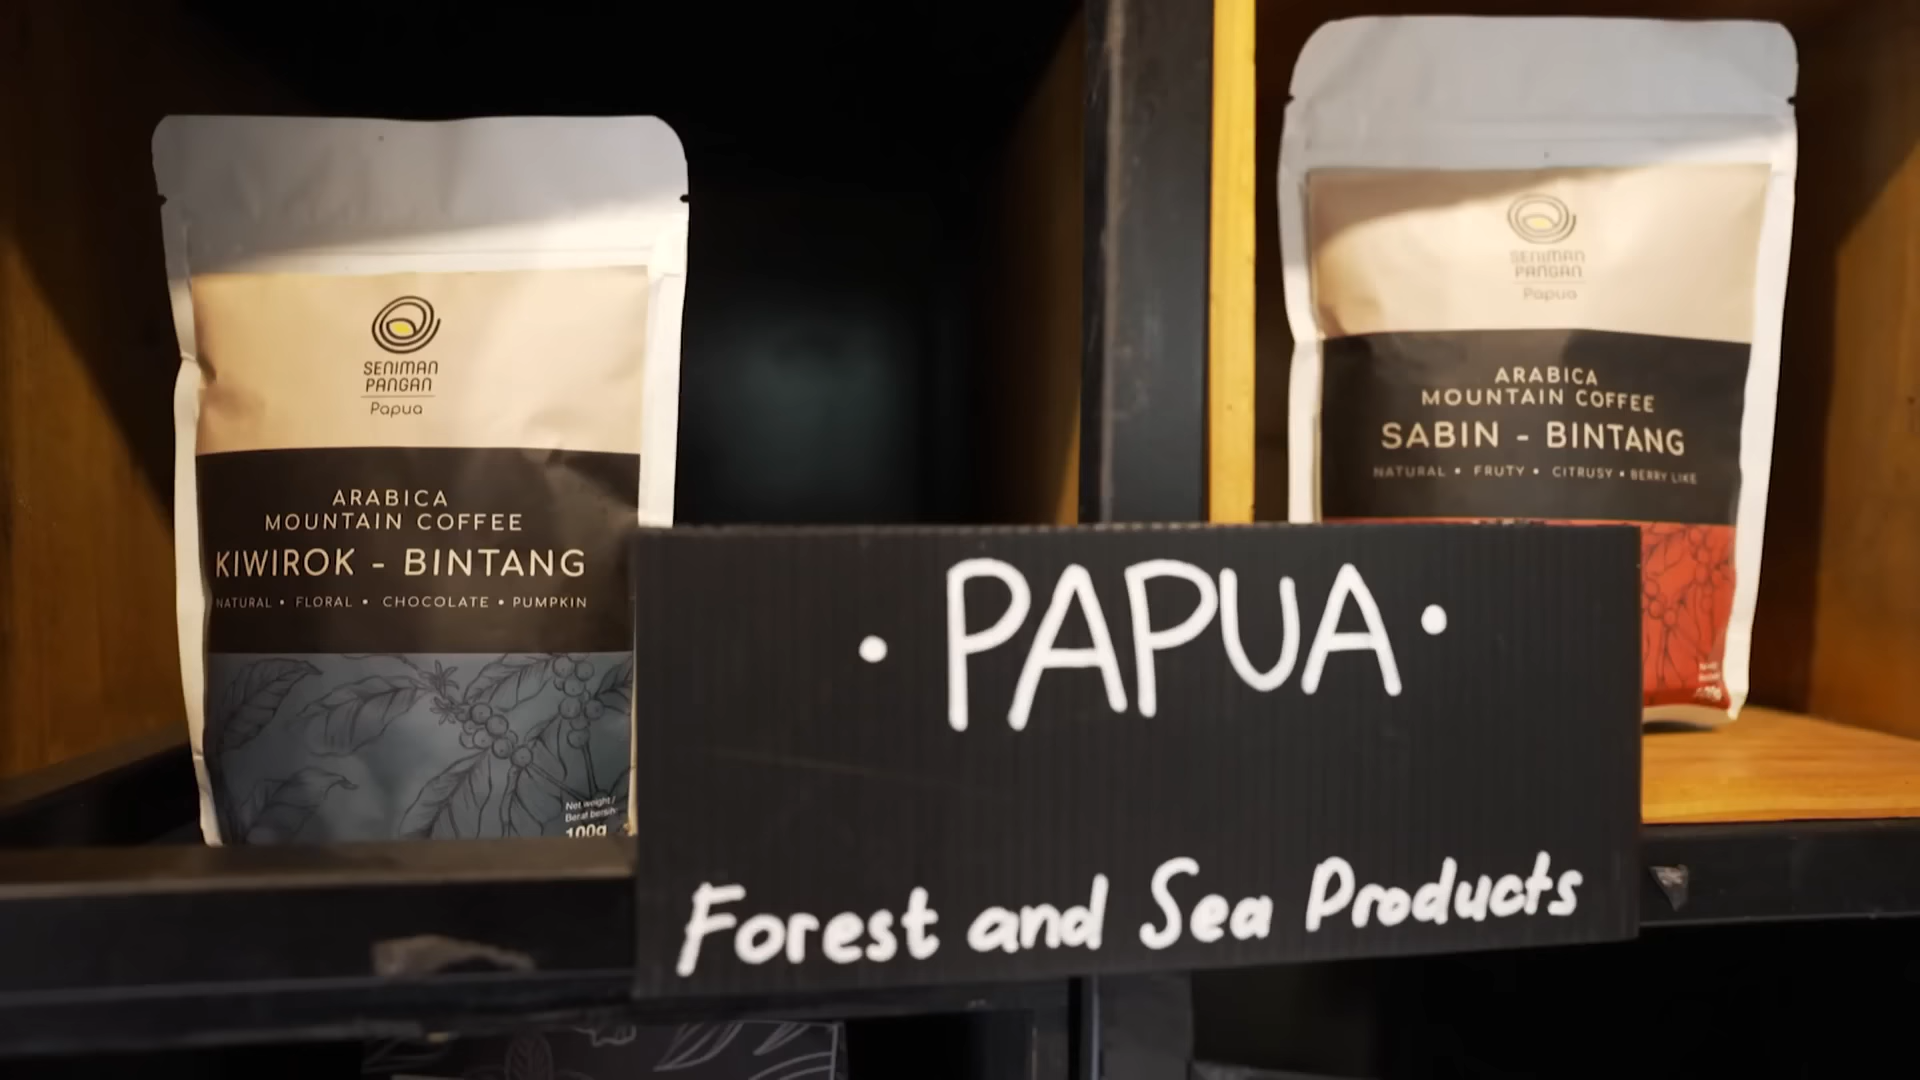 SENIMAN
PANGAN
Papua
ARABICA
MOUNTAIN COFFEE
KIWIROK - BINTANG
NATURAL • FLORAL • CHOCOLATE • PUMPKIN
Net weight /
Berat bersih
100g
SENIMAN
PANGAN
Papua
ARABICA
MOUNTAIN COFFEE
SABIN - BINTANG
NATURAL • FRUTY • CITRUSY • BERRY LIKE
• PAPUA •
Forest and Sea Products